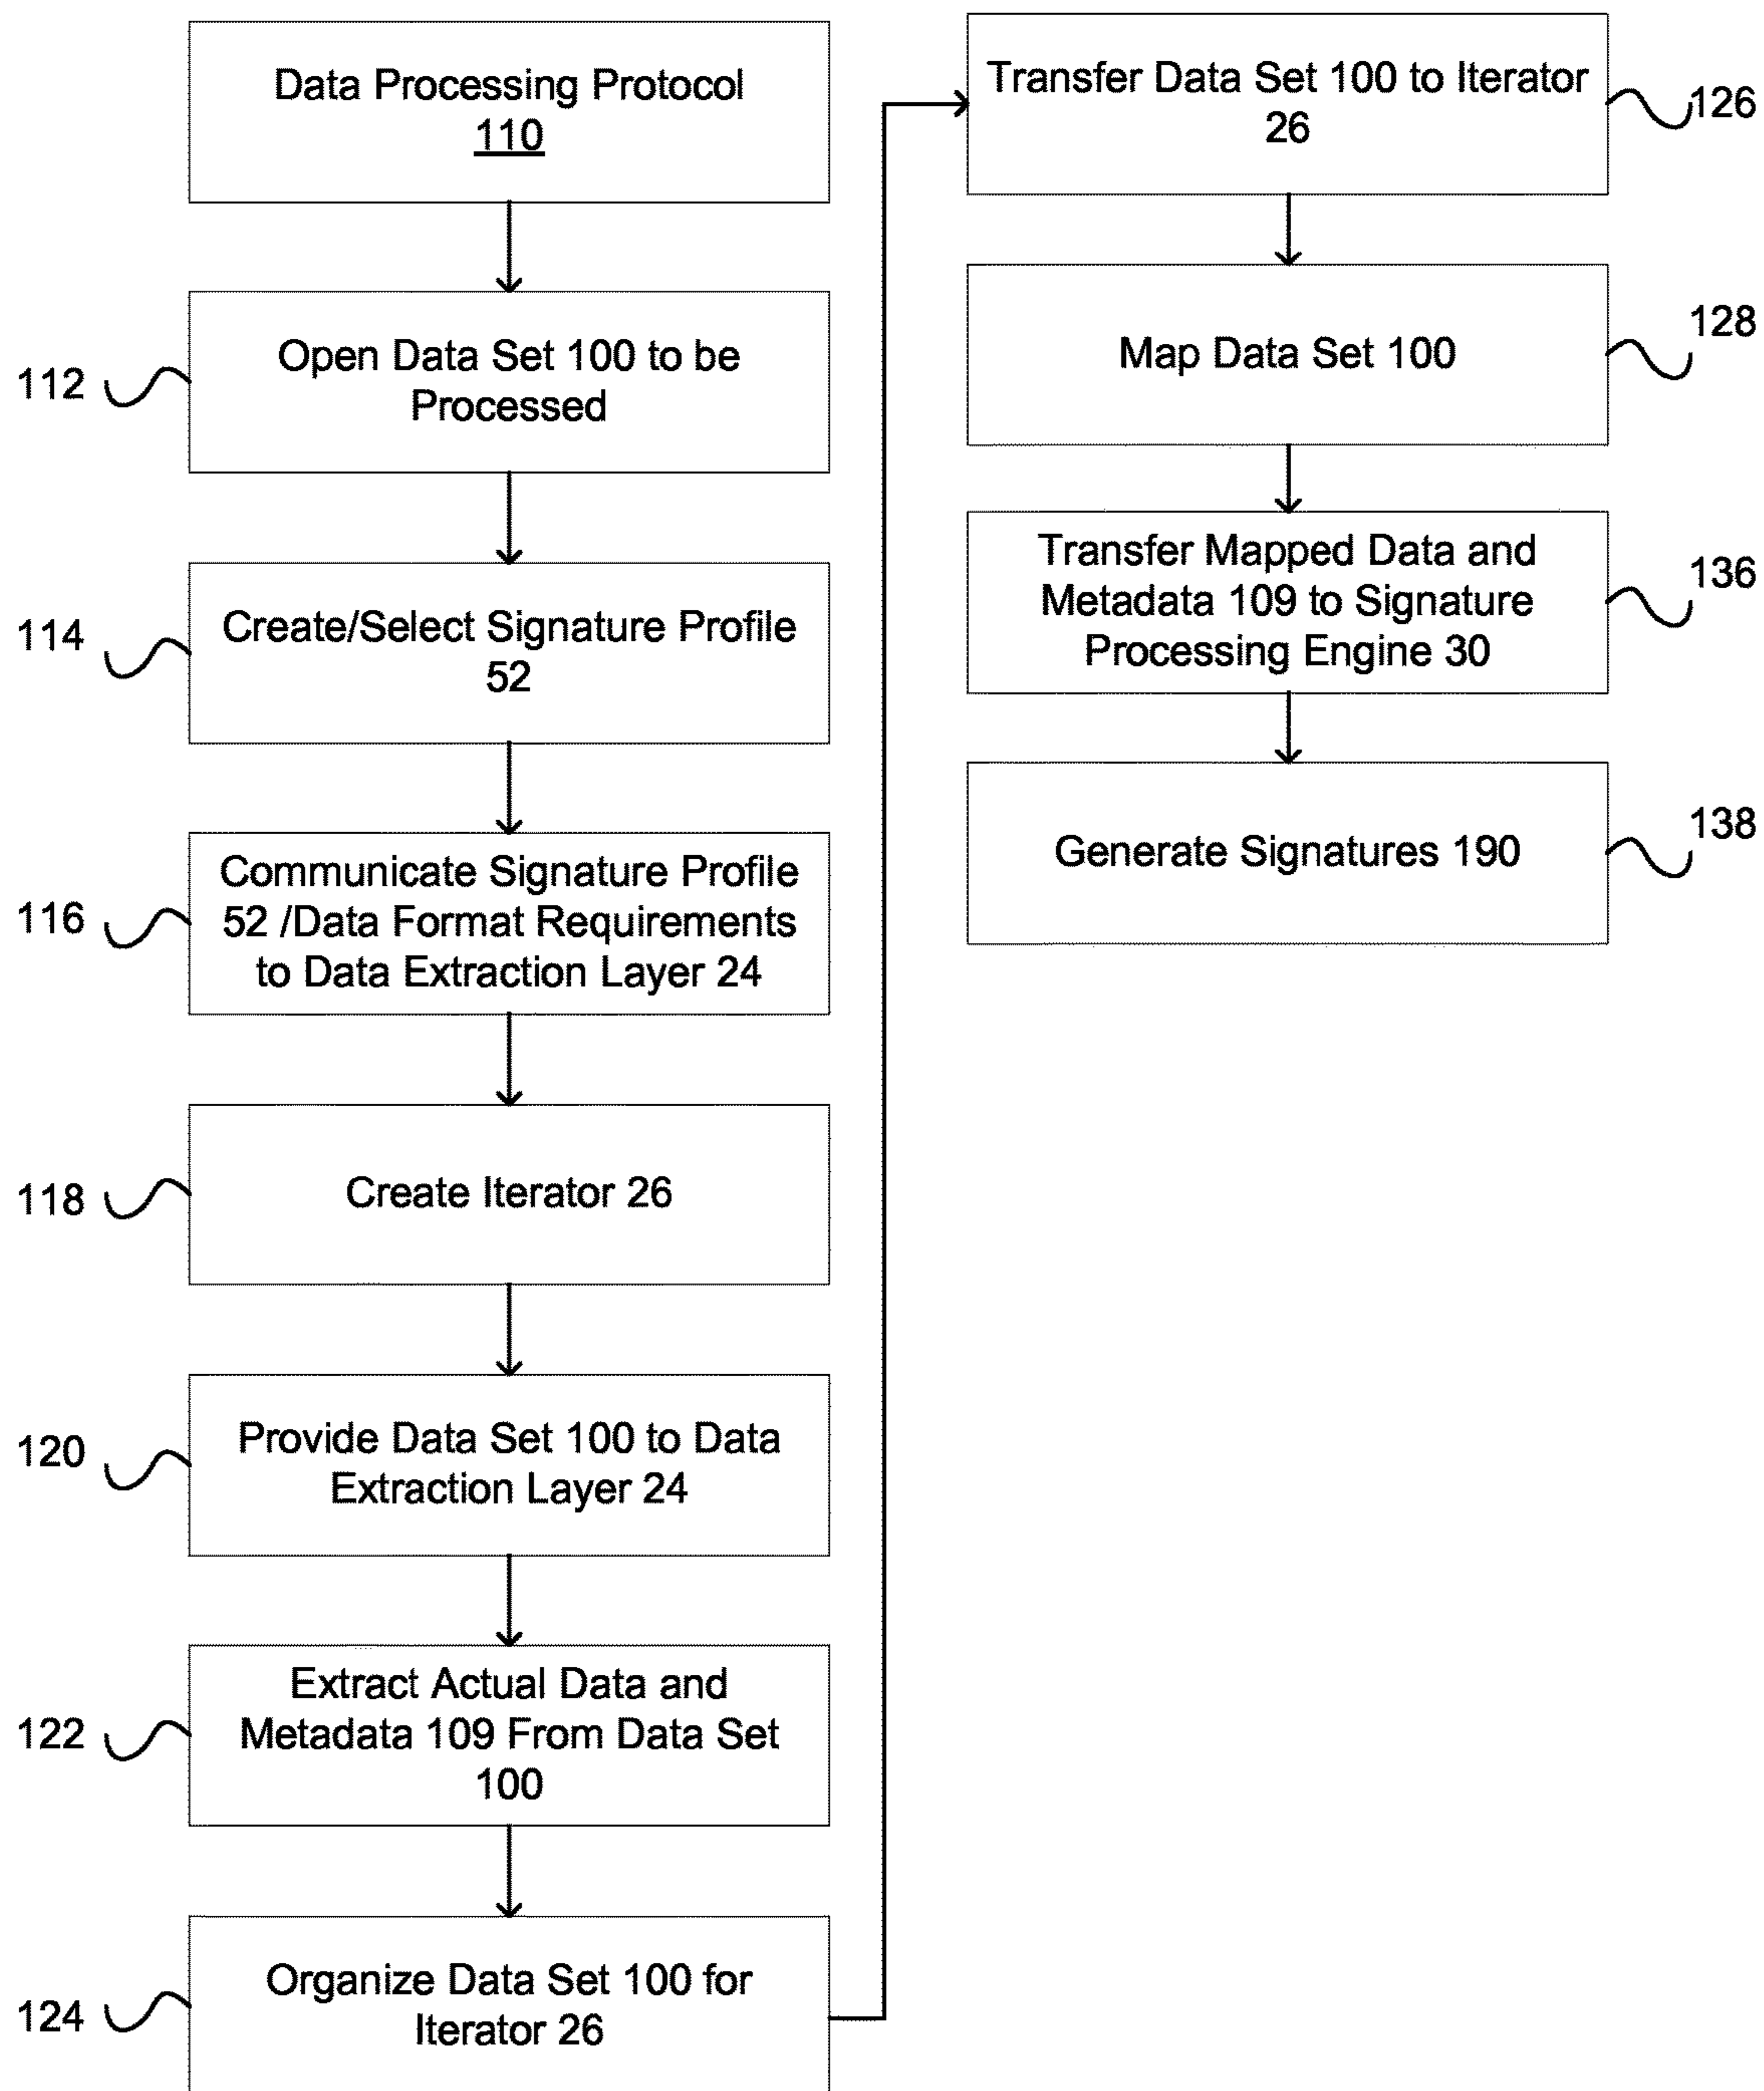 Data Processing Protocol
110
112
Open Data Set 100 to be
Processed
114
Create/Select Signature Profile
52
116
Communicate Signature Profile
52 /Data Format Requirements
to Data Extraction Layer 24
118
Create Iterator 26
120
Provide Data Set 100 to Data
Extraction Layer 24
122
Extract Actual Data and
Metadata 109 From Data Set
100
124
Organize Data Set 100 for
Iterator 26
Transfer Data Set 100 to Iterator
26
126
Map Data Set 100
128
Transfer Mapped Data and
Metadata 109 to Signature
Processing Engine 30
136
Generate Signatures 190
138